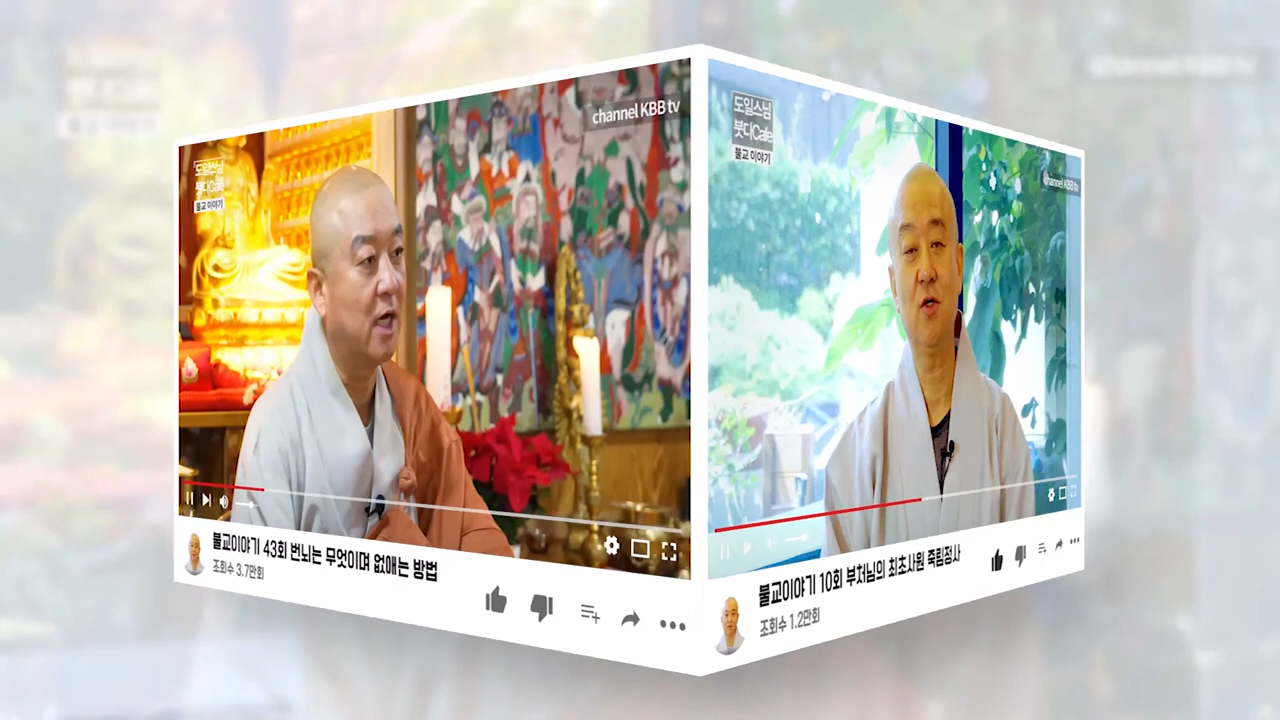 channel KBB tv
도일스님
붓다Cafe
불교 이야기
불교이야기 43회 번뇌는 무엇이며 없애는 방법
조회수 3.7만회
도일스님
붓다Cafe
불교 이야기
channel KBB tv
불교이야기 10회 부처님의 최초사원 죽림정사
조회수 1.2만회
channel KBB tv